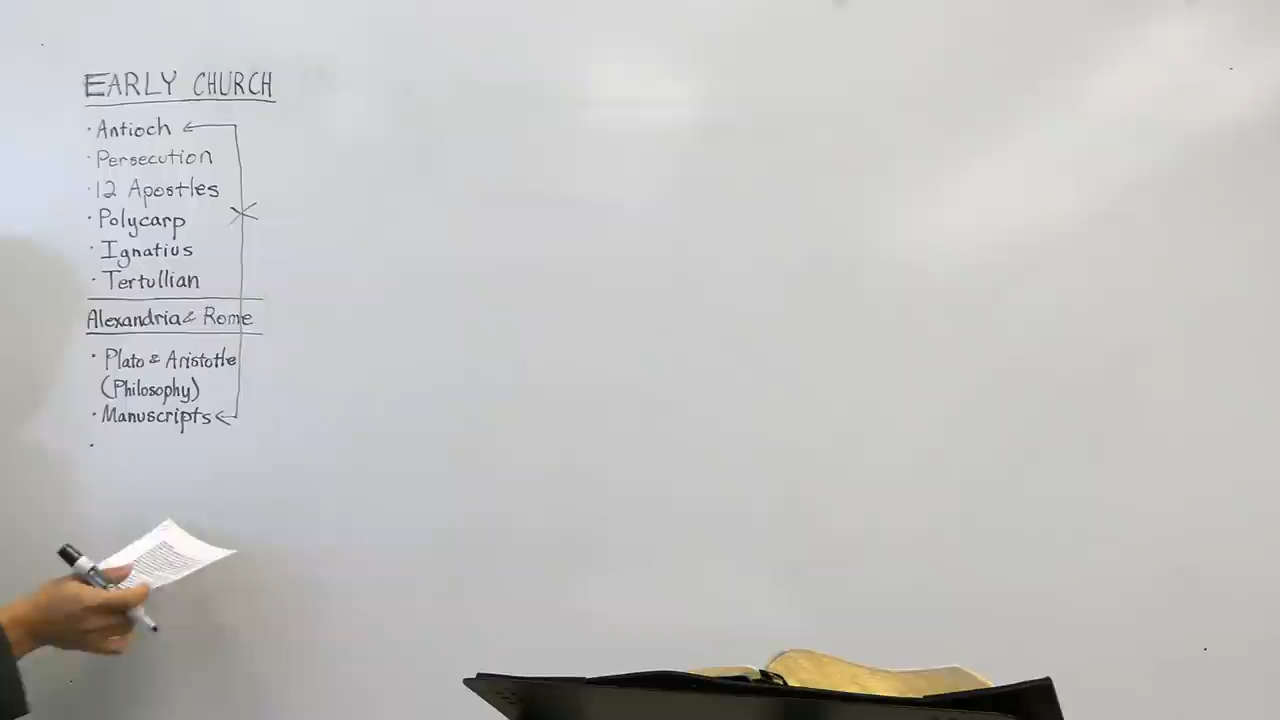 EARLY CHURCH
· Antioch
· Persecution
· 12 Apostles
· Polycarp
· Ignatius
· Tertullian
Alexandria & Rome
· Plato & Aristotle
(Philosophy)
· Manuscripts
·